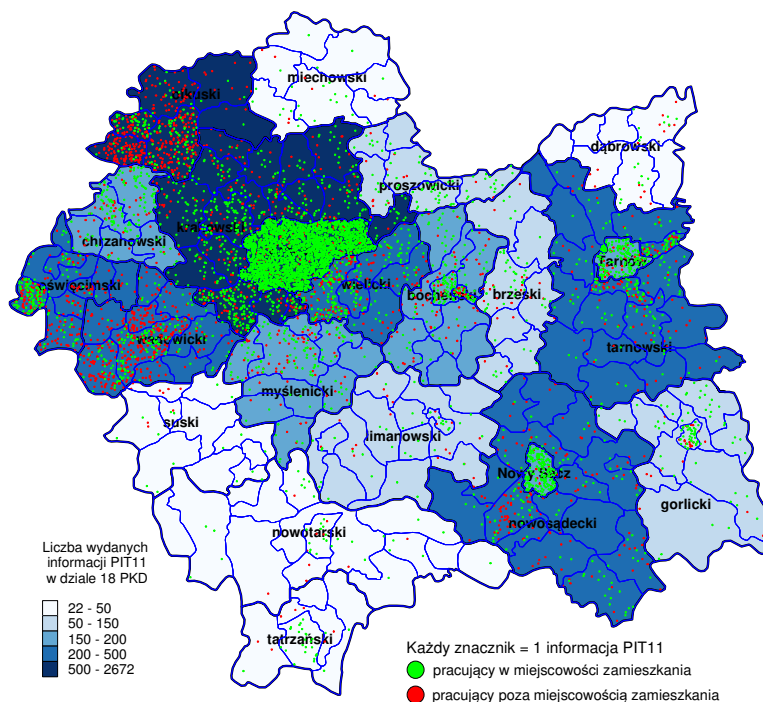 miechowski
olkuski
dąbrowski
proszowicki
chrzanowski
krakowski
Tarnów
oświęcimski
wielicki
bocheński
brzeski
wadowicki
tarnowski
myślenicki
suski
limanowski
Nowy Sącz
gorlicki
nowosądecki
nowotarski
tatrzański
Liczba wydanych
informacji PIT11
w dziale 18 PKD
22 - 50
50 - 150
150 - 200
200 - 500
500 - 2672
Każdy znacznik = 1 informacja PIT11
pracujący w miejscowości zamieszkania
pracujący poza miejscowością zamieszkania